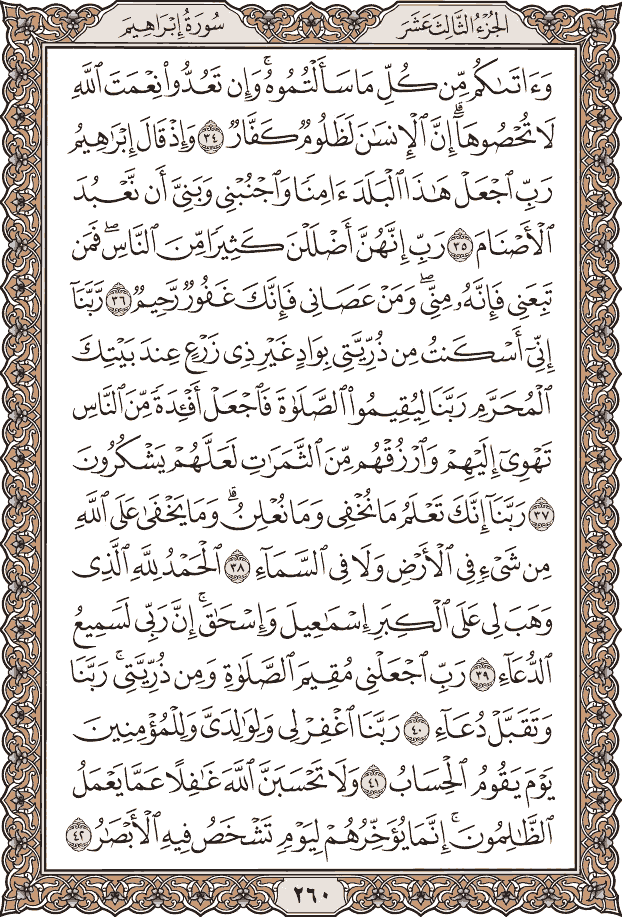 الجُزْءُ الثَّالِثَ عَشَرَ
سُورَةُ إِبْرَاهِيمَ
وَءَاتَىٰكُم مِّن كُلِّ مَا سَأَلْتُمُوهُ ۚ وَإِن تَعُدُّوا۟ نِعْمَتَ ٱللَّهِ
لَا تُحْصُوهَآ ۗ إِنَّ ٱلْإِنسَـٰنَ لَظَلُومٌ كَفَّارٌ ٣٤ وَإِذْ قَالَ إِبْرَٰهِيمُ
رَبِّ ٱجْعَلْ هَـٰذَا ٱلْبَلَدَ ءَامِنًا وَٱجْنُبْنِى وَبَنِىَّ أَن نَّعْبُدَ
ٱلْأَصْنَامَ ٣٥ رَبِّ إِنَّهُنَّ أَضْلَلْنَ كَثِيرًا مِّنَ ٱلنَّاسِ ۖ فَمَن
تَبِعَنِى فَإِنَّهُۥ مِنِّى ۖ وَمَنْ عَصَانِى فَإِنَّكَ غَفُورٌ رَّحِيمٌ ٣٦ رَّبَّنَآ
إِنِّىٓ أَسْكَنتُ مِن ذُرِّيَّتِى بِوَادٍ غَيْرِ ذِى زَرْعٍ عِندَ بَيْتِكَ
ٱلْمُحَرَّمِ رَبَّنَا لِيُقِيمُوا۟ ٱلصَّلَوٰةَ فَٱجْعَلْ أَفْـِٔدَةً مِّنَ ٱلنَّاسِ
تَهْوِىٓ إِلَيْهِمْ وَٱرْزُقْهُم مِّنَ ٱلثَّمَرَٰتِ لَعَلَّهُمْ يَشْكُرُونَ
٣٧ رَبَّنَآ إِنَّكَ تَعْلَمُ مَا نُخْفِى وَمَا نُعْلِنُ ۗ وَمَا يَخْفَىٰ عَلَى ٱللَّهِ
مِن شَىْءٍ فِى ٱلْأَرْضِ وَلَا فِى ٱلسَّمَآءِ ٣٨ ٱلْحَمْدُ لِلَّهِ ٱلَّذِى
وَهَبَ لِى عَلَى ٱلْكِبَرِ إِسْمَـٰعِيلَ وَإِسْحَـٰقَ ۚ إِنَّ رَبِّى لَسَمِيعُ
ٱلدُّعَآءِ ٣٩ رَبِّ ٱجْعَلْنِى مُقِيمَ ٱلصَّلَوٰةِ وَمِن ذُرِّيَّتِى ۚ رَبَّنَا
وَتَقَبَّلْ دُعَآءِ ٤٠ رَبَّنَا ٱغْفِرْ لِى وَلِوَٰلِدَىَّ وَلِلْمُؤْمِنِينَ
يَوْمَ يَقُومُ ٱلْحِسَابُ ٤١ وَلَا تَحْسَبَنَّ ٱللَّهَ غَـٰفِلًا عَمَّا يَعْمَلُ
ٱلظَّـٰلِمُونَ ۚ إِنَّمَا يُؤَخِّرُهُمْ لِيَوْمٍ تَشْخَصُ فِيهِ ٱلْأَبْصَـٰرُ ٤٢
٢٦٠